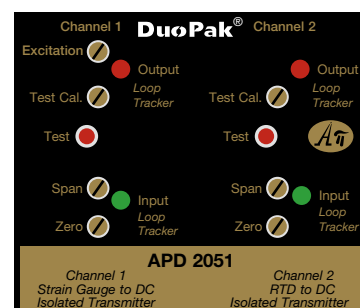 Channel 1 DuoPak® Channel 2
Excitation
Output Output
Test Cal. Loop Tracker Test Cal. Loop Tracker
Test Test
Span Span
Input Input
Loop Loop
Zero Tracker Zero Tracker
APD 2051
Channel 1 Channel 2
Strain Gauge to DC RTD to DC
Isolated Transmitter Isolated Transmitter